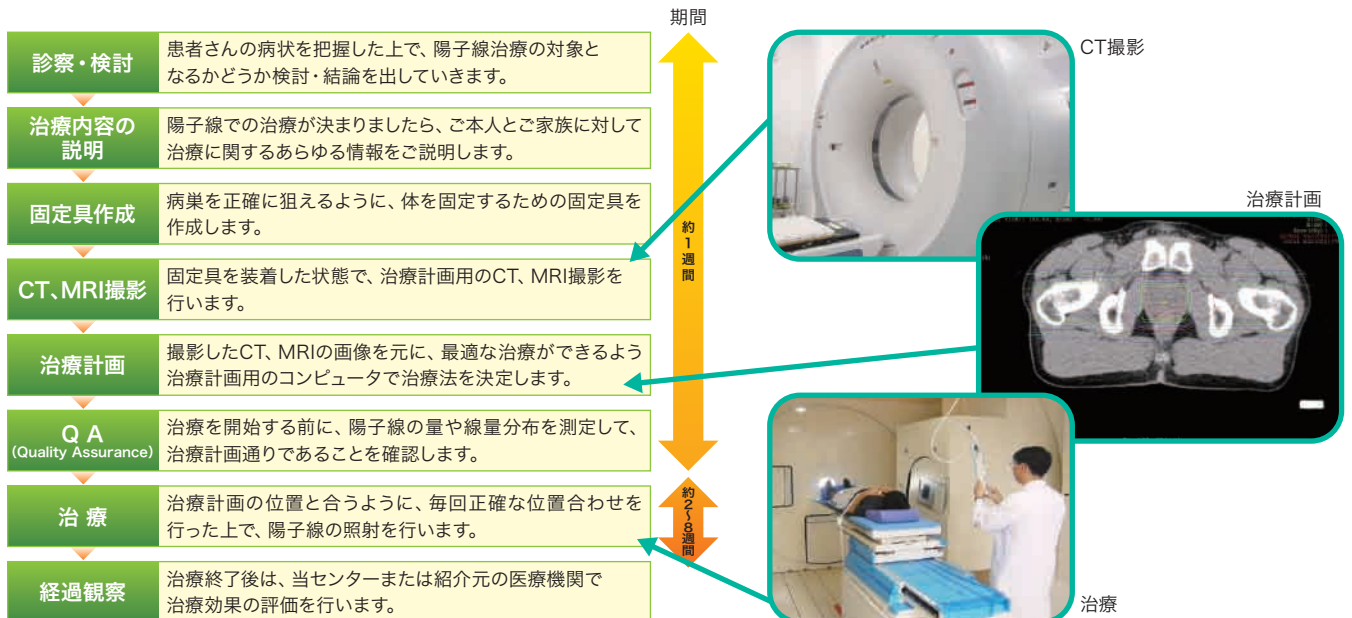 期間
診察・検討
患者さんの病状を把握した上で、陽子線治療の対象と
なるかどうか検討・結論を出していきます。
治療内容の
説明
陽子線での治療が決まりましたら、ご本人とご家族に対して
治療に関するあらゆる情報をご説明します。
固定具作成
病巣を正確に狙えるように、体を固定するための固定具を
作成します。
CT、MRI撮影
固定具を装着した状態で、治療計画用のCT、MRI撮影を
行います。
治療計画
撮影したCT、MRIの画像を元に、最適な治療ができるよう
治療計画用のコンピュータで治療法を決定します。
Q A
(Quality Assurance)
治療を開始する前に、陽子線の量や線量分布を測定して、
治療計画通りであることを確認します。
治 療
治療計画の位置と合うように、毎回正確な位置合わせを
行った上で、陽子線の照射を行います。
経過観察
治療終了後は、当センターまたは紹介元の医療機関で
治療効果の評価を行います。
約1週間
約2~8週間
CT撮影
治療計画
治療